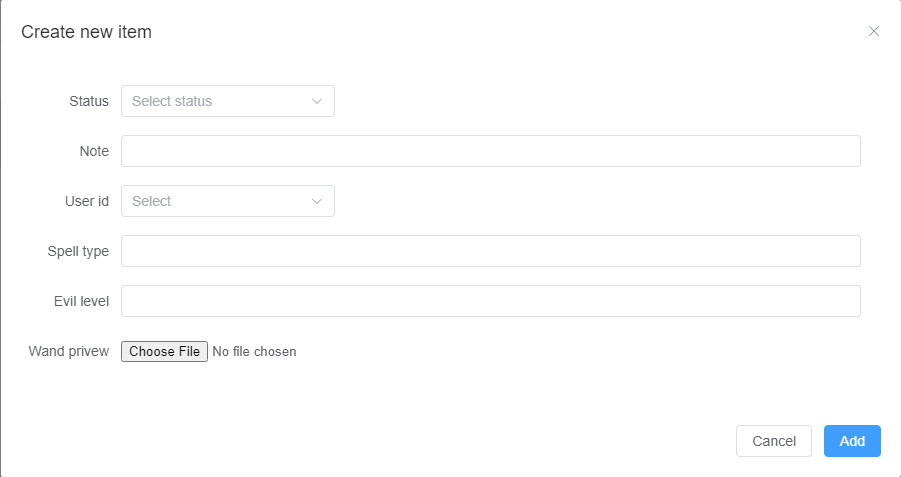 Create new item
Status Select status
Note
User id Select
Spell type
Evil level
Wand privew Choose File No file chosen
Cancel Add